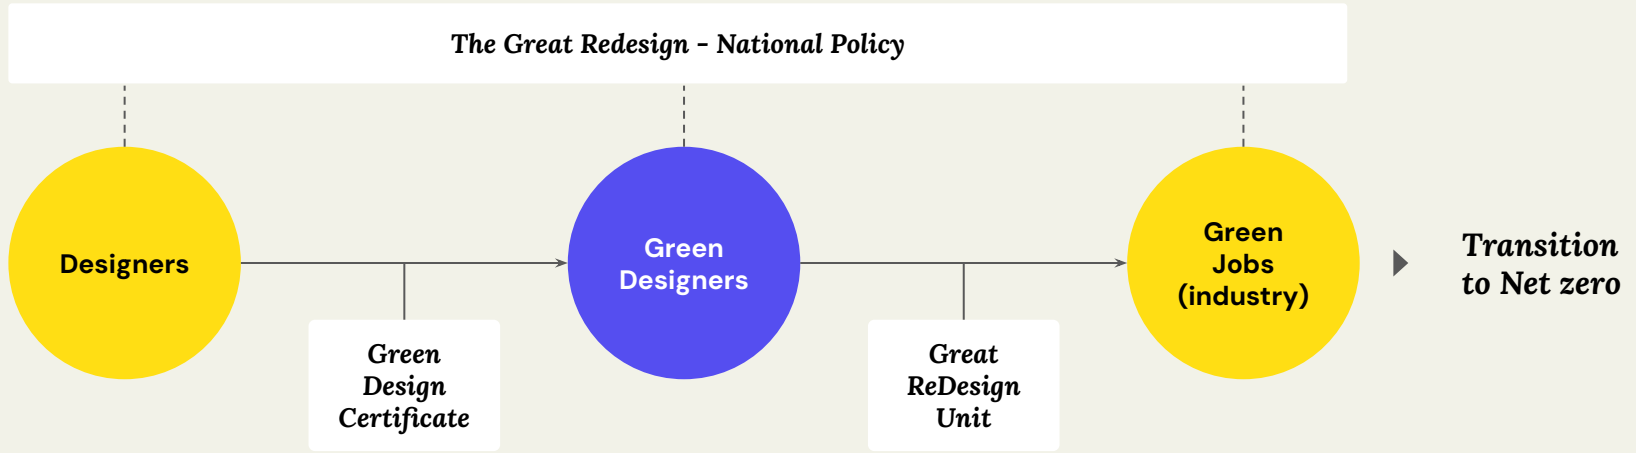 The Great Redesign - National Policy
Designers
Green
Design
Certificate
Green
Designers
Great
ReDesign
Unit
Green
Jobs
(industry)
Transition
to Net zero